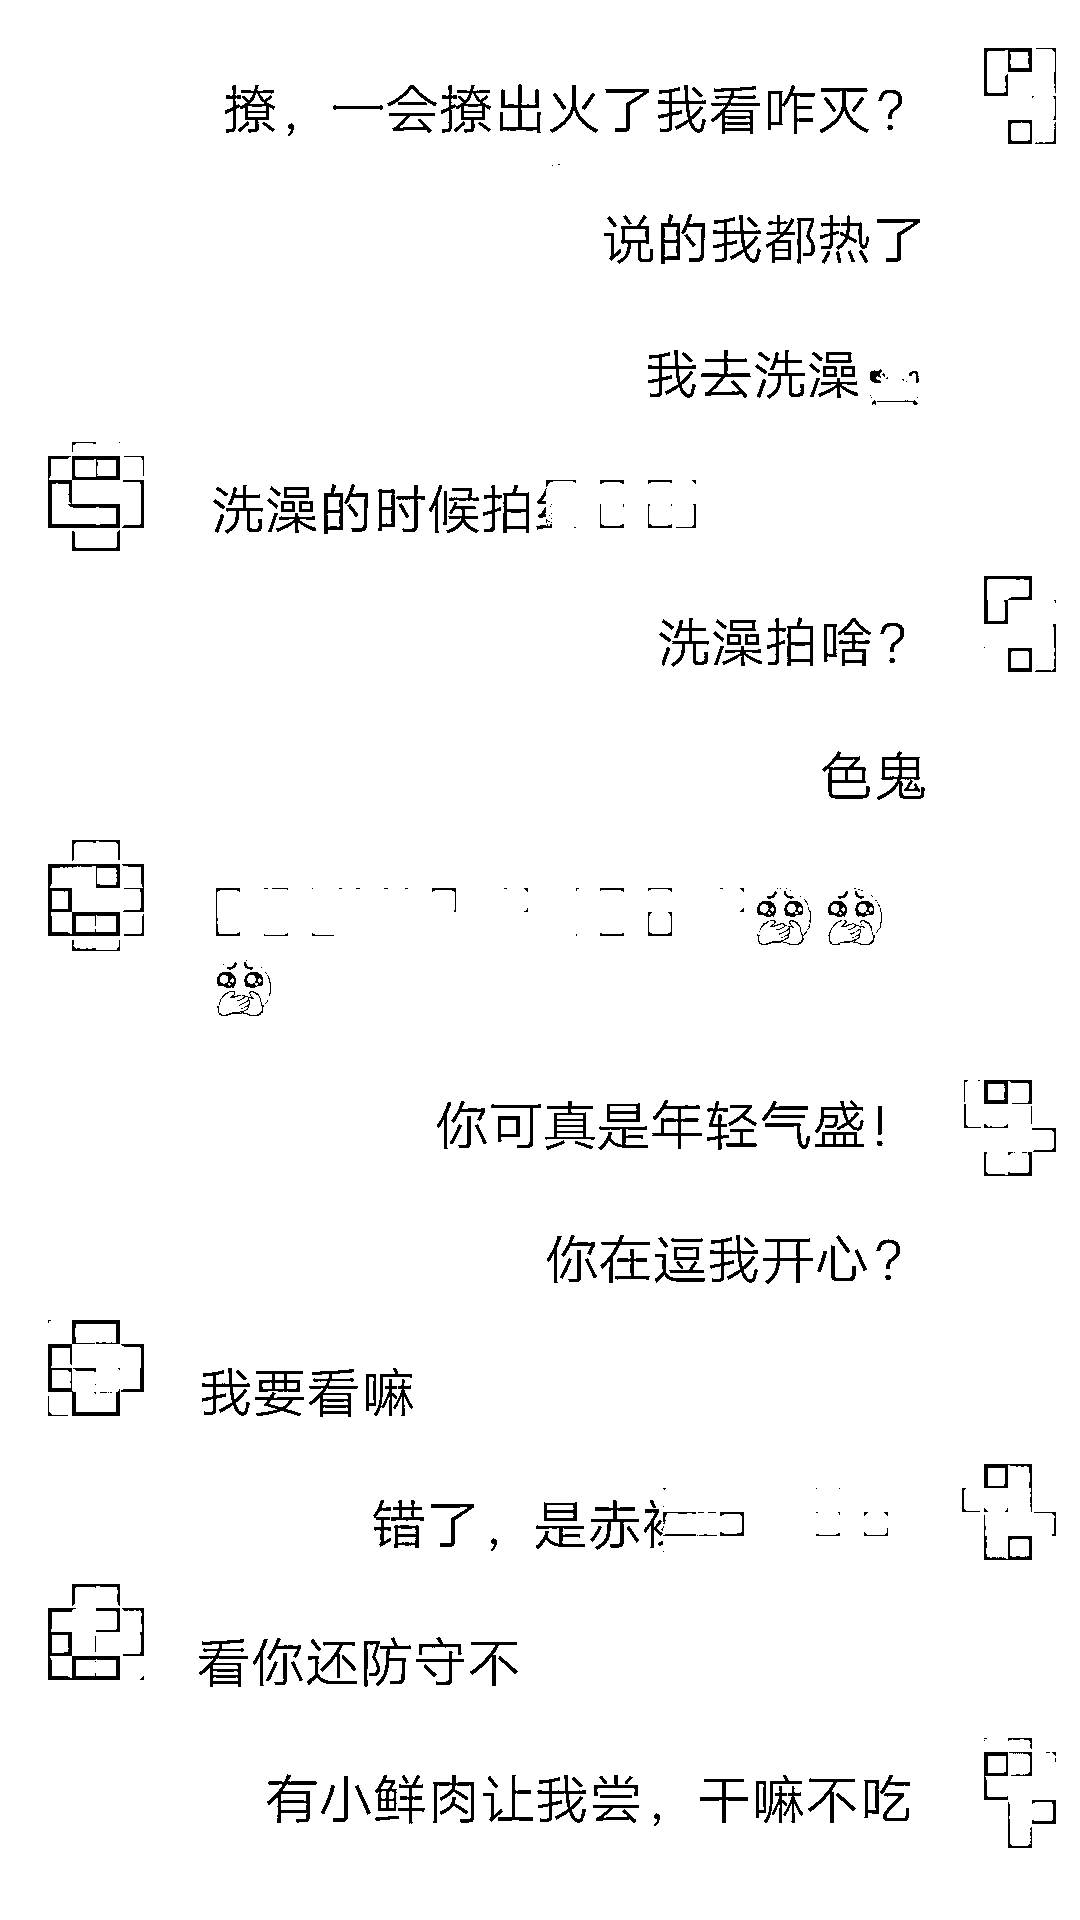 撩，一会撩出火了我看咋灭？
说的我都热了
我去洗澡
洗澡的时候拍
洗澡拍啥？
色鬼
你可真是年轻气盛！
你在逗我开心？
我要看嘛
错了，是赤
看你还防守不
有小鲜肉让我尝，干嘛不吃